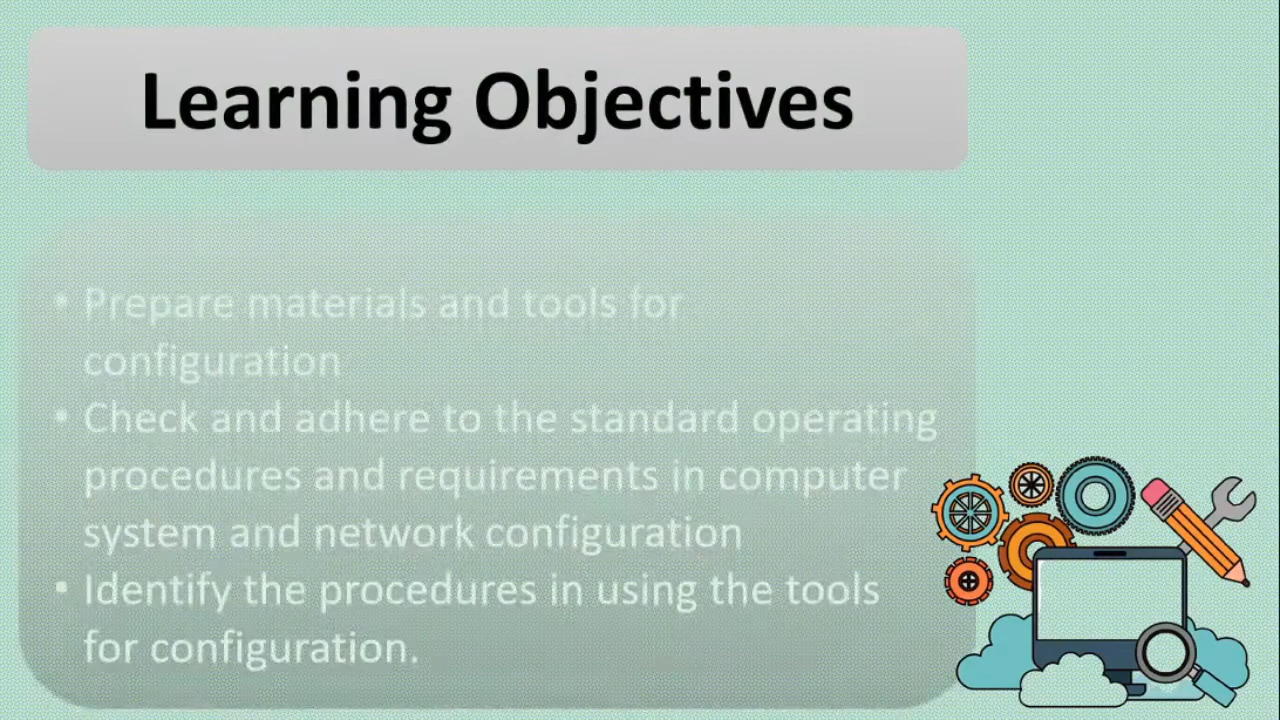 Learning Objectives
• Prepare materials and tools for
configuration
• Check and adhere to the standard operating
procedures and requirements in computer
system and network configuration
• Identify the procedures in using the tools
for configuration.